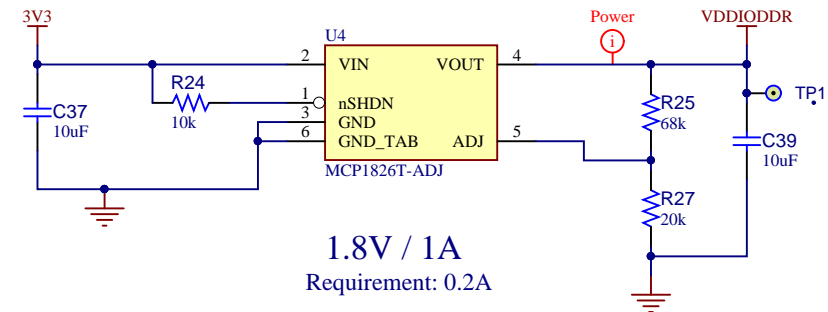 3V3
Power
VDDIODDR
U4
2 VIN VOUT 4
R24
10k
1 nSHDN
3 GND
6 GND_TAB
ADJ 5
MCP1826T-ADJ
C37
10uF
R25
68k
TP1
C39
10uF
R27
20k
1.8V / 1A
Requirement: 0.2A
i